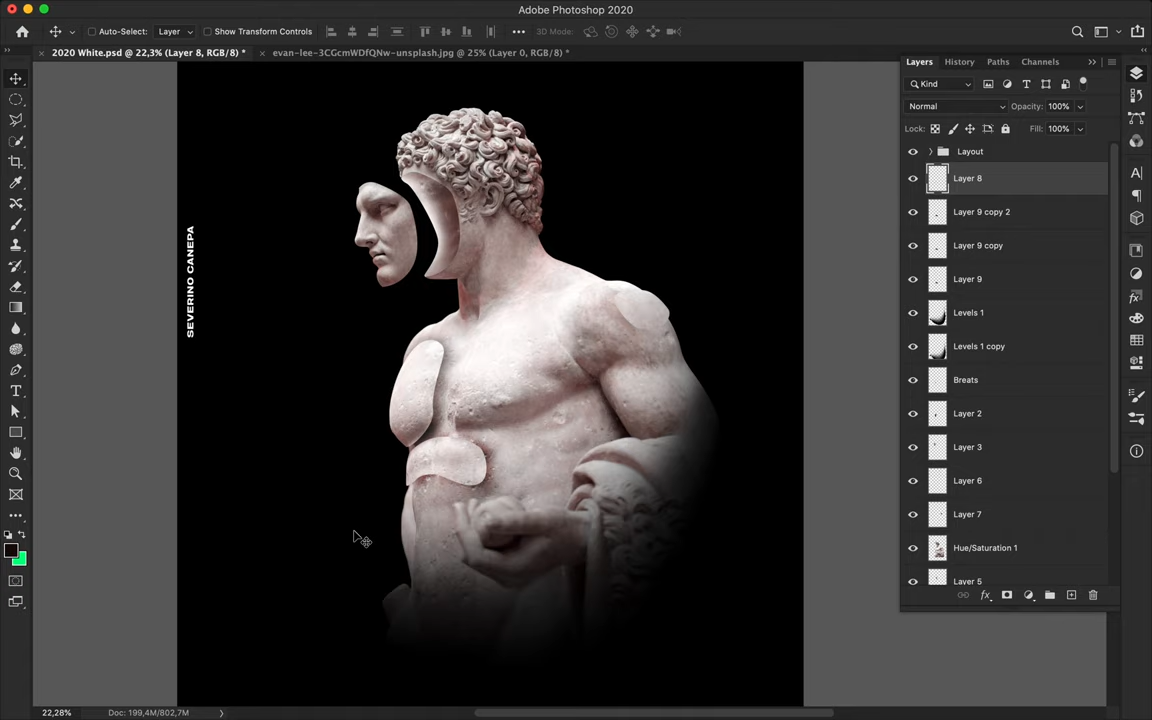 Adobe Photoshop 2020
Auto-Select: Layer Show Transform Controls 3D Mode:
2020 White.psd @ 22,3% (Layer 8, RGB/8) * evan-lee-3CGcmWDfQNw-unsplash.jpg @ 25% (Layer 0, RGB/8) *
Layers History Paths Channels
Kind
Normal Opacity: 100%
Lock: Fill: 100%
Layout
Layer 8
Layer 9 copy 2
Layer 9 copy
Layer 9
Levels 1
Levels 1 copy
Breats
Layer 2
Layer 3
Layer 6
Layer 7
Hue/Saturation 1
Layer 5
SEVERINO CANEPA
22,28% Doc: 199,4M/802,7M